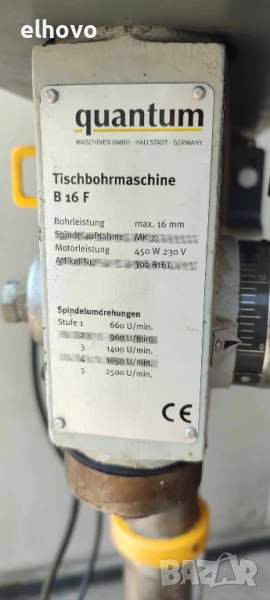 elhovo
quantum
MASCHINEN GMBH · HALLSTADT · GERMANY
Tischbohrmaschine
B 16 F
Bohrleistung max. 16 mm
Spindelaufnahme MK 2
Motorleistung 450 W 230 V
Artikel-Nr. 300 8161
Spindelumdrehungen
Stufe 1 660 U/min.
2 960 U/min.
3 1400 U/min.
4 1850 U/min.
5 2500 U/min.
CE
BAZAR
bg